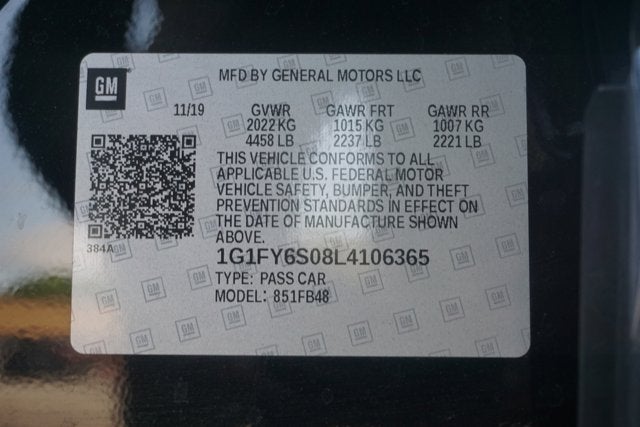 GM
MFD BY GENERAL MOTORS LLC
11/19 GVWR GAWR FRT GAWR RR
2022 KG 1015 KG 1007 KG
4458 LB 2237 LB 2221 LB
THIS VEHICLE CONFORMS TO ALL
APPLICABLE U.S. FEDERAL MOTOR
VEHICLE SAFETY, BUMPER, AND THEFT
PREVENTION STANDARDS IN EFFECT ON
THE DATE OF MANUFACTURE SHOWN
ABOVE.
384A
1G1FY6S08L4106365
TYPE: PASS CAR
MODEL: 851FB48